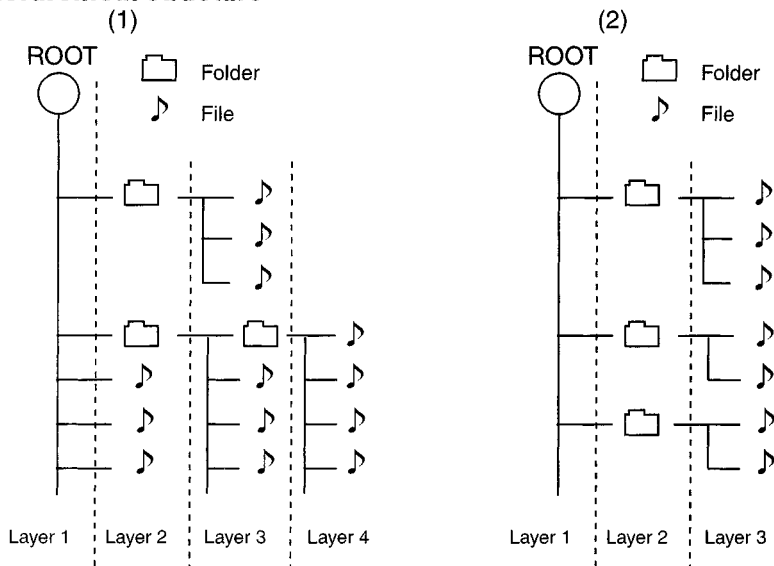 (1)
ROOT
Folder
File
Layer 1 Layer 2 Layer 3 Layer 4
(2)
ROOT
Folder
File
Layer 1 Layer 2 Layer 3